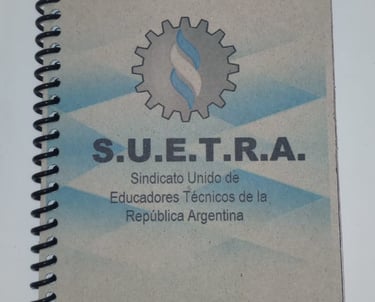 S.U.E.T.R.A.
Sindicato Unido de
Educadores Técnicos de la
República Argentina